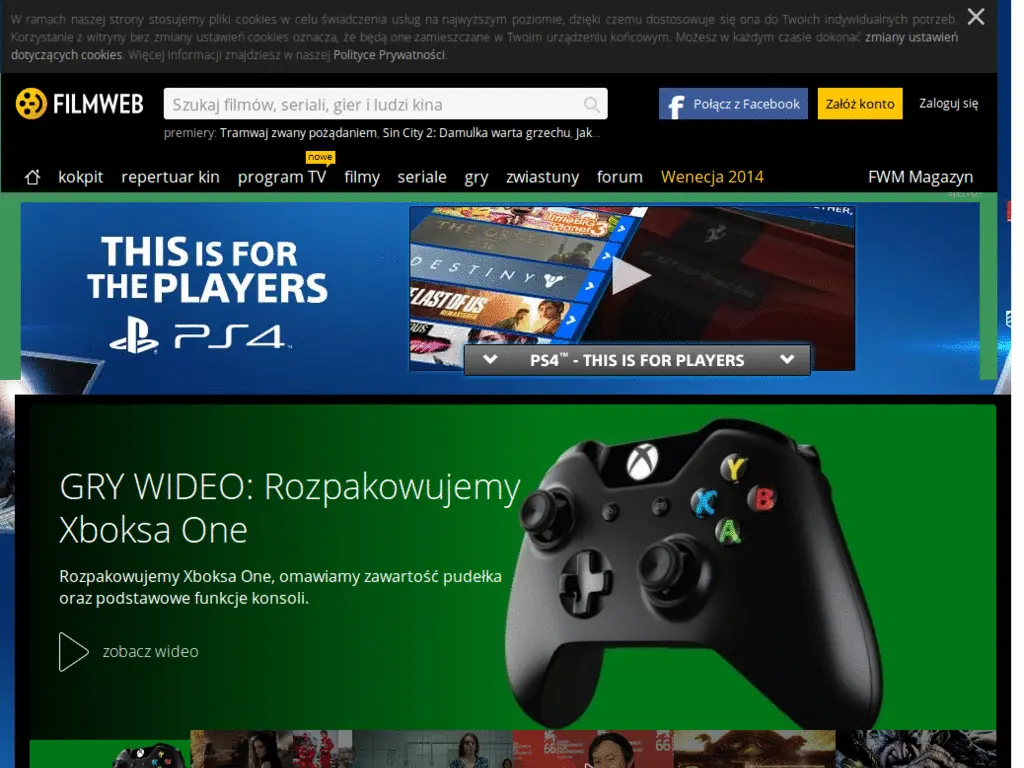 W ramach naszej strony stosujemy pliki cookies w celu świadczenia usług na najwyższym poziomie, dzięki czemu dostosowuje się ona do Twoich indywidualnych potrzeb.
Korzystanie z witryny bez zmiany ustawień cookies oznacza, że będą one zamieszczane w Twoim urządzeniu końcowym. Możesz w każdym czasie dokonać zmiany ustawień
dotyczących cookies. Więcej informacji znajdziesz w naszej Polityce Prywatności.
FILMWEB
Szukaj filmów, seriali, gier i ludzi kina
Połącz z Facebook
Załóż konto
Zaloguj się
premiery: Tramwaj zwany pożądaniem, Sin City 2: Damulka warta grzechu, Jak...
nowe
kokpit repertuar kin program TV filmy seriale gry zwiastuny forum Wenecja 2014 FWM Magazyn
THIS IS FOR
THE PLAYERS
PS4™
THE ORDER
DESTINY
LAST OF US
REMASTERED
PS4™ - THIS IS FOR PLAYERS
GRY WIDEO: Rozpakowujemy
Xboksa One
Rozpakowujemy Xboksa One, omawiamy zawartość pudełka
oraz podstawowe funkcje konsoli.
zobacz wideo
Y
X
B
A
66
66